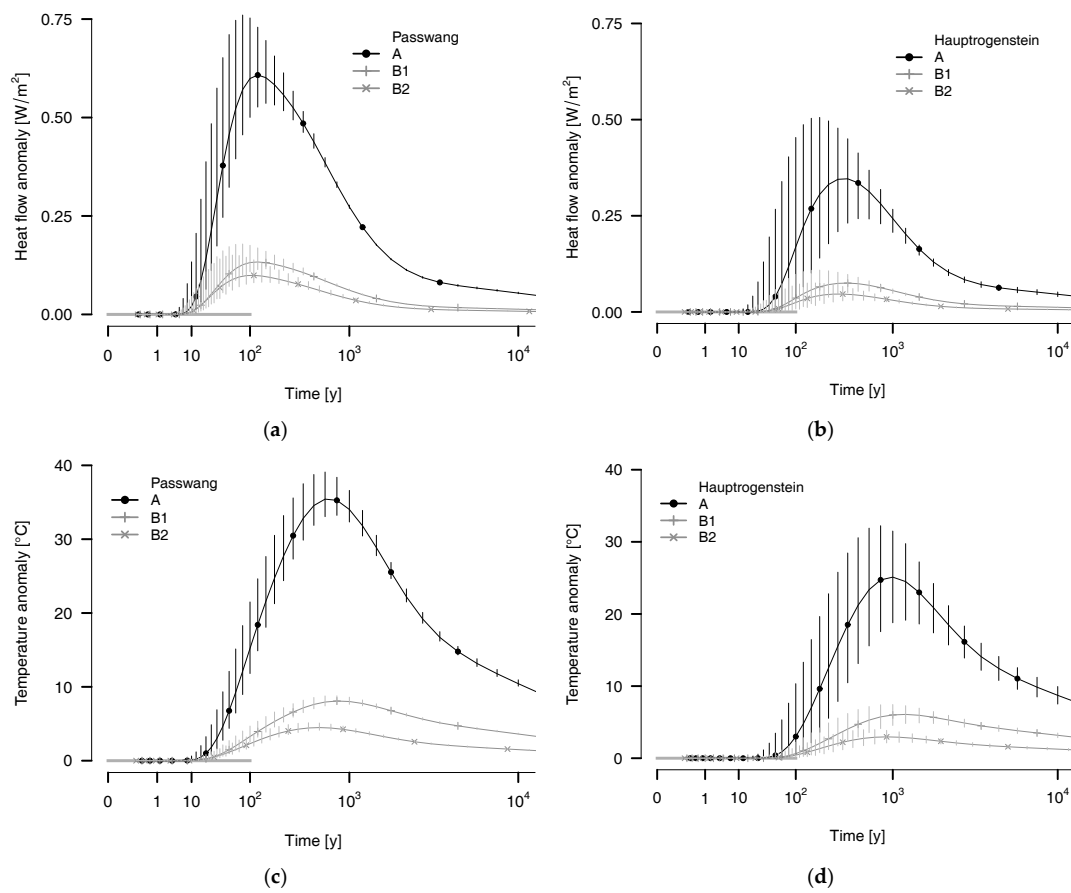 Heat flow anomaly [W/m²]
0.75
0.50
0.25
0.00
Passwang
A
B1
B2
0 1 10 10² 10³ 10⁴
Time [y]
(a)
Heat flow anomaly [W/m²]
0.75
0.50
0.25
0.00
Hauptrogenstein
A
B1
B2
0 1 10 10² 10³ 10⁴
Time [y]
(b)
Temperature anomaly [°C]
40
30
20
10
0
Passwang
A
B1
B2
0 1 10 10² 10³ 10⁴
Time [y]
(c)
Temperature anomaly [°C]
40
30
20
10
0
Hauptrogenstein
A
B1
B2
0 1 10 10² 10³ 10⁴
Time [y]
(d)